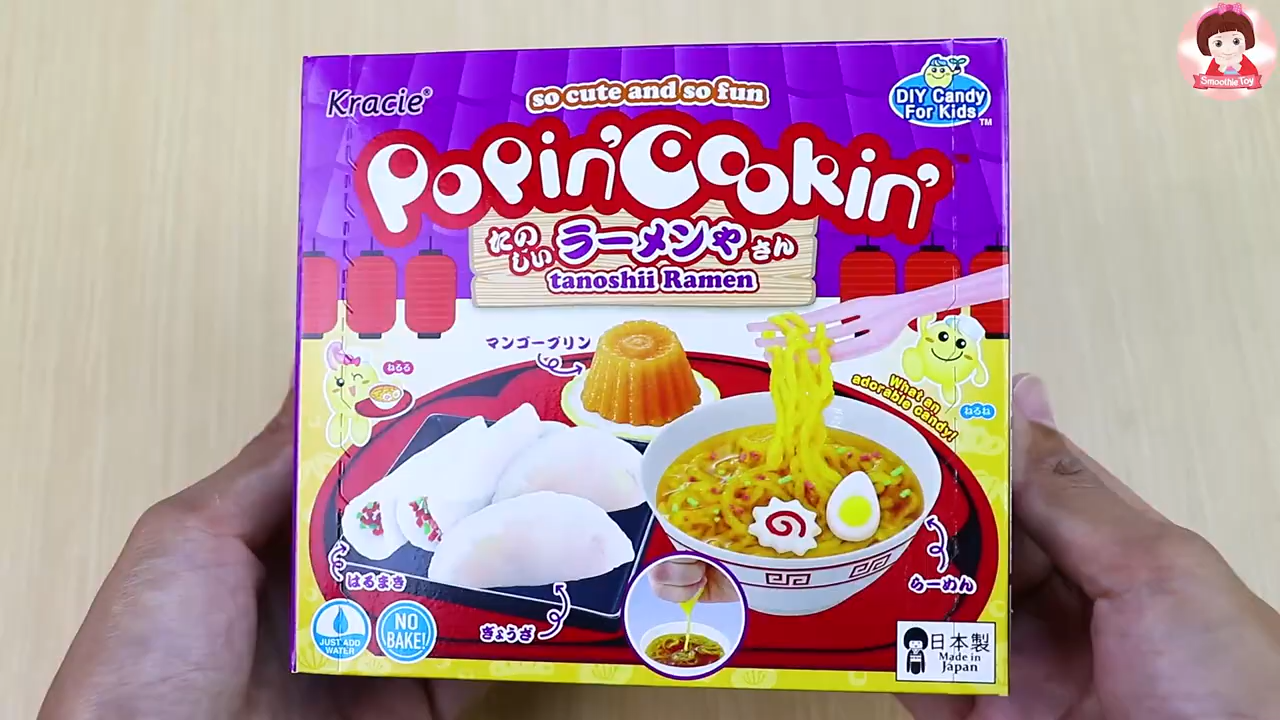 Smoothie Toy
Kracie®
so cute and so fun
DIY Candy
For Kids
TM
Popin' Cookin'
たのしい
ラーメンやさん
tanoshii Ramen
マンゴープリン
ねるる
What an
adorable candy!
ねるね
はるまき
ぎょうざ
らーめん
JUST ADD
WATER
NO
BAKE!
日本製
Made in
Japan